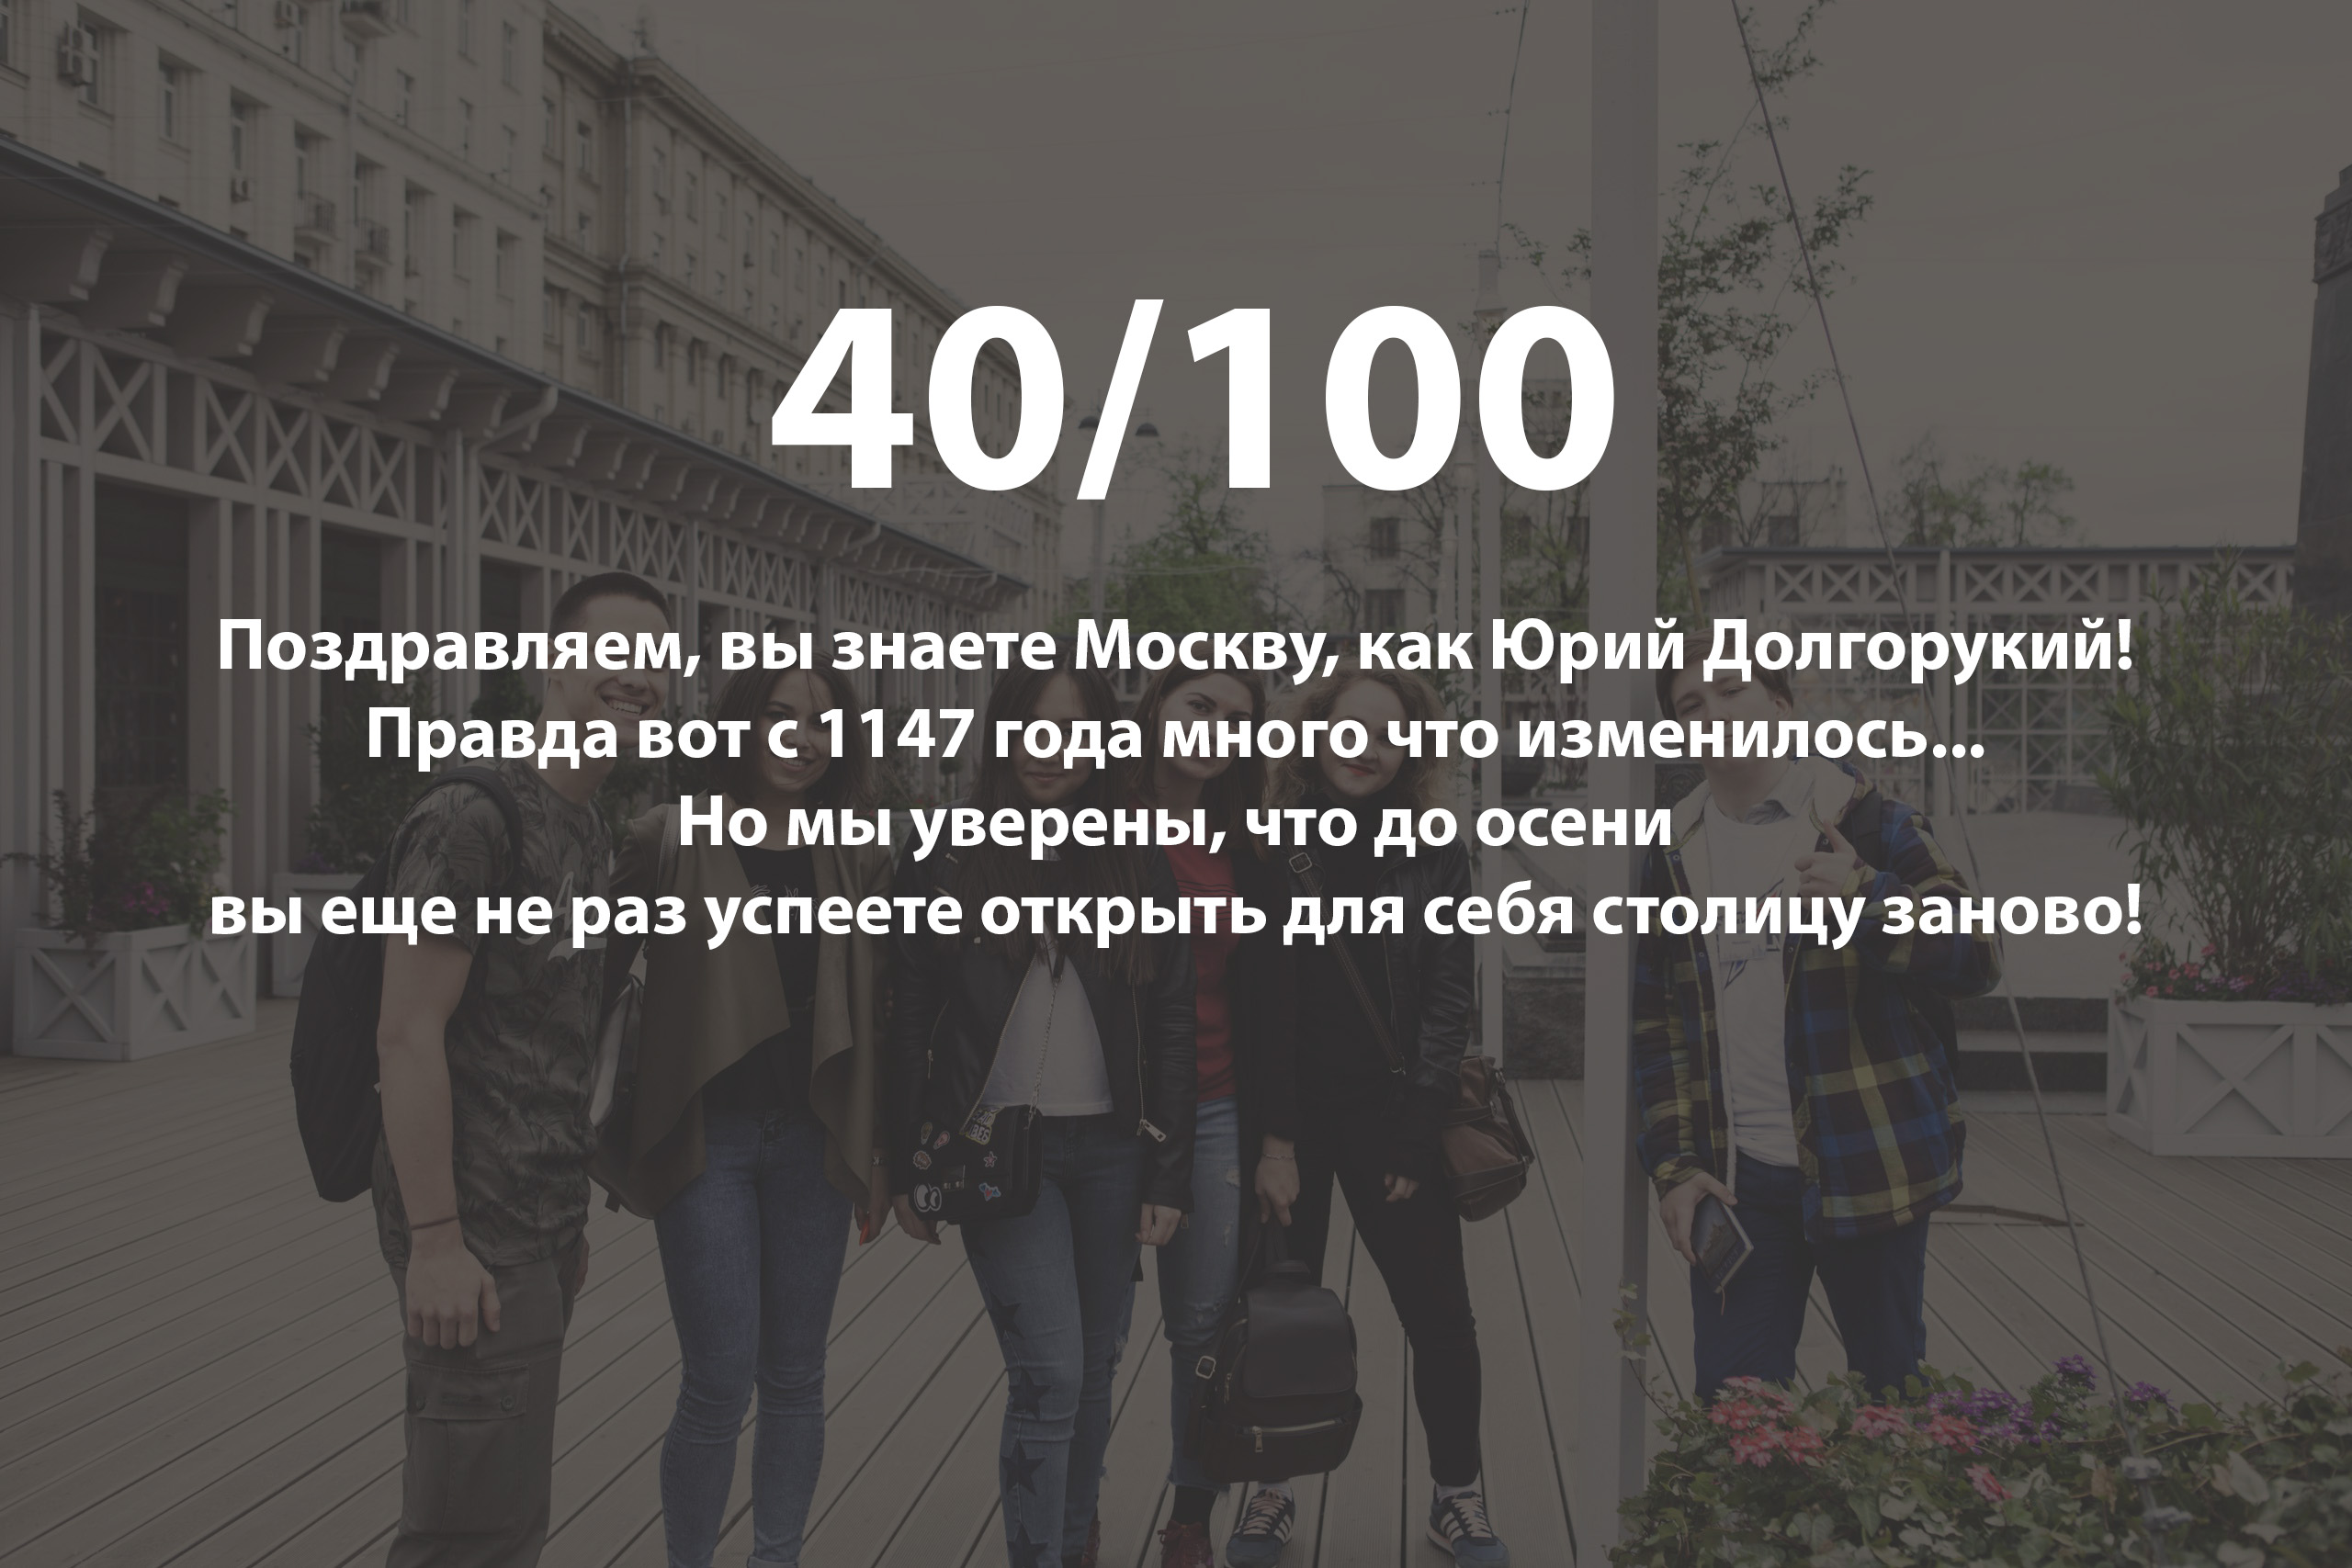 40/100
Поздравляем, вы знаете Москву, как Юрий Долгорукий!
Правда вот с 1147 года много что изменилось...
Но мы уверены, что до осени
вы еще не раз успеете открыть для себя столицу заново!